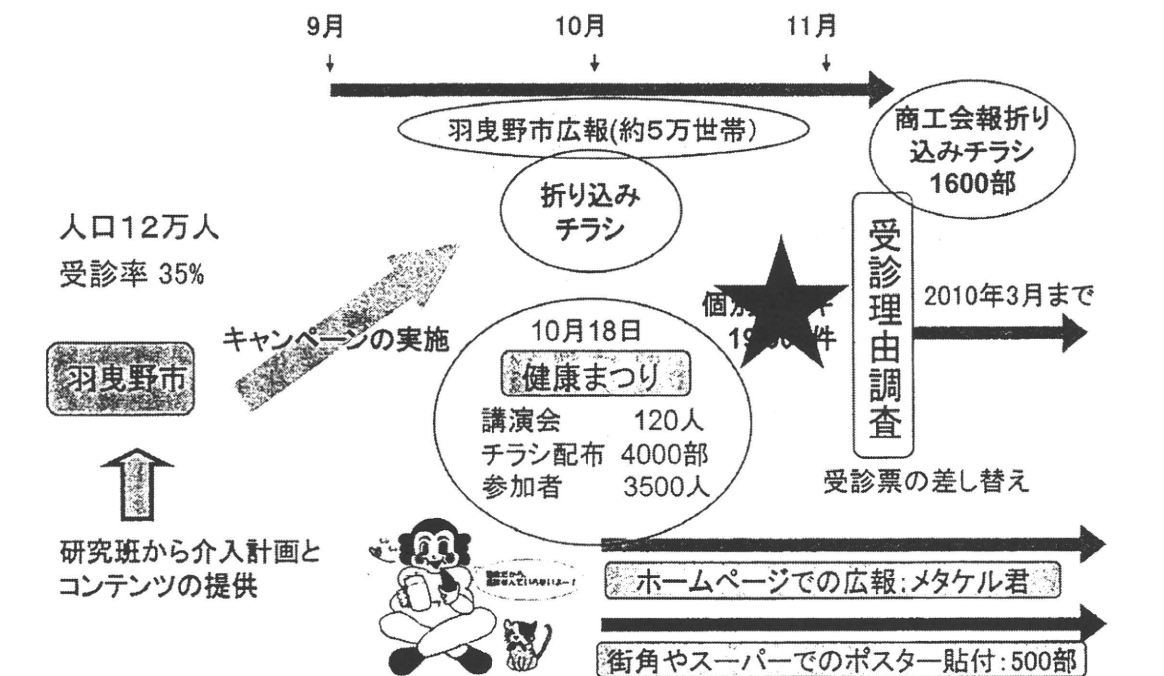 9月
10月
11月
羽曳野市広報(約5万世帯)
商工会報折り
込みチラシ
1600部
折り込み
チラシ
人口12万人
受診率 35%
キャンペーンの実施
羽曳野市
10月18日
健康まつり
講演会 120人
チラシ配布 4000部
参加者 3500人
受診理由調査
2010年3月まで
受診票の差し替え
研究班から介入計画と
コンテンツの提供
ホームページでの広報:メタケル君
街角やスーパーでのポスター貼付:500部